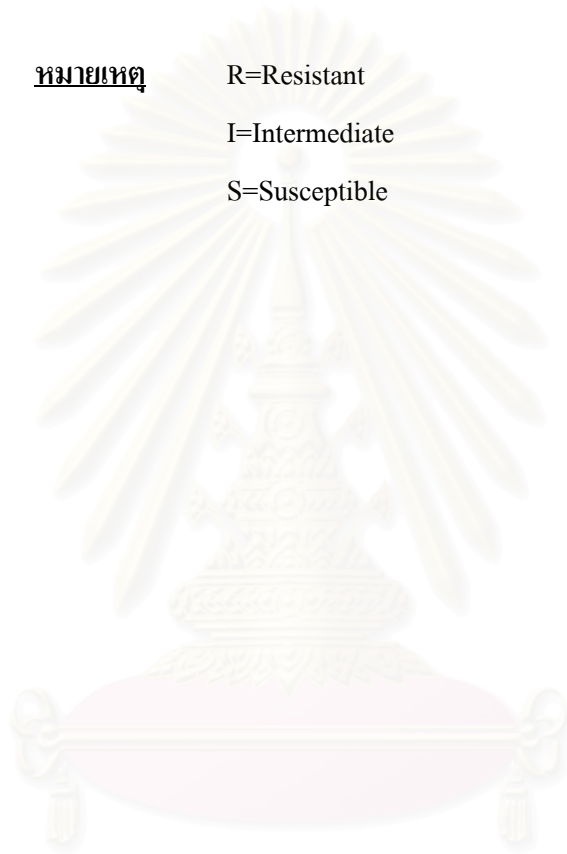 หมายเหตุ R=Resistant
I=Intermediate
S=Susceptible